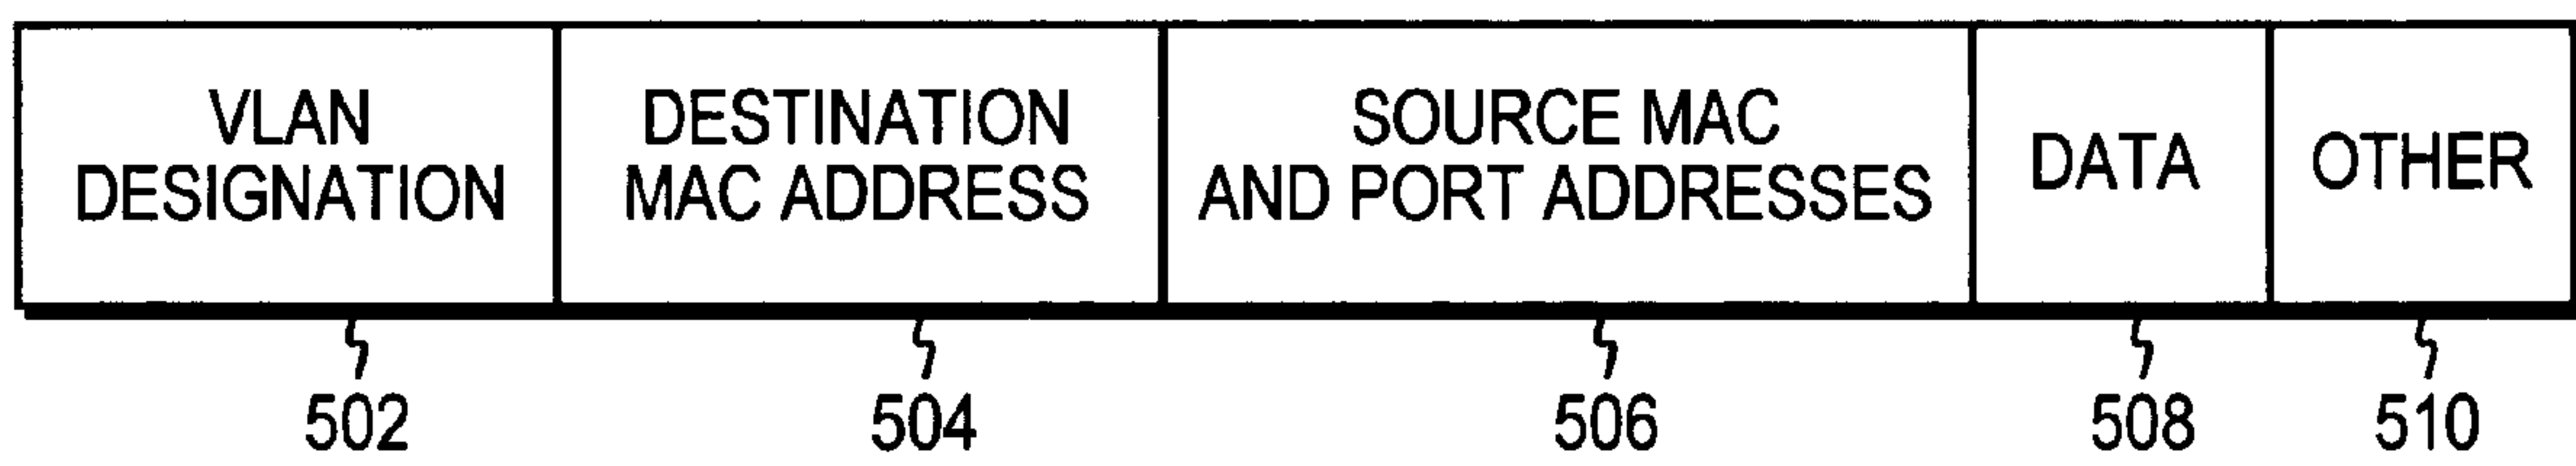 VLAN
DESIGNATION
DESTINATION
MAC ADDRESS
SOURCE MAC
AND PORT ADDRESSES
DATA
OTHER
502
504
506
508
510